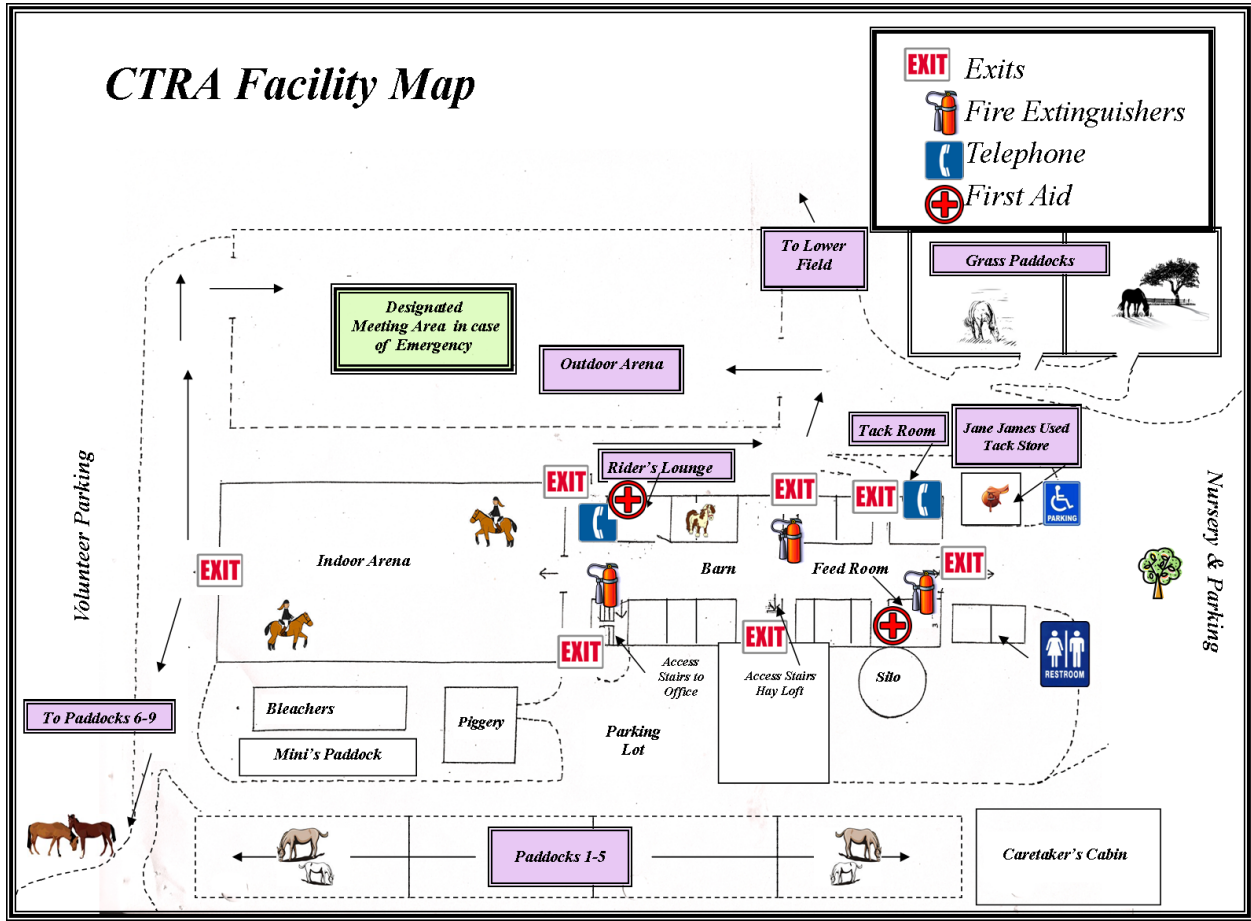 CTRA Facility Map
EXIT Exits
Fire Extinguishers
Telephone
First Aid
To Lower
Field
Grass Paddocks
Designated
Meeting Area in case
of Emergency
Outdoor Arena
Tack Room
Jane James Used
Tack Store
Rider's Lounge
EXIT
EXIT
EXIT
PARKING
Volunteer Parking
Nursery & Parking
EXIT
Indoor Arena
Barn
Feed Room
EXIT
EXIT
EXIT
RESTROOM
Access
Stairs to
Office
Access Stairs
Hay Loft
Silo
To Paddocks 6-9
Bleachers
Piggery
Parking
Lot
Mini's Paddock
Paddocks 1-5
Caretaker's Cabin